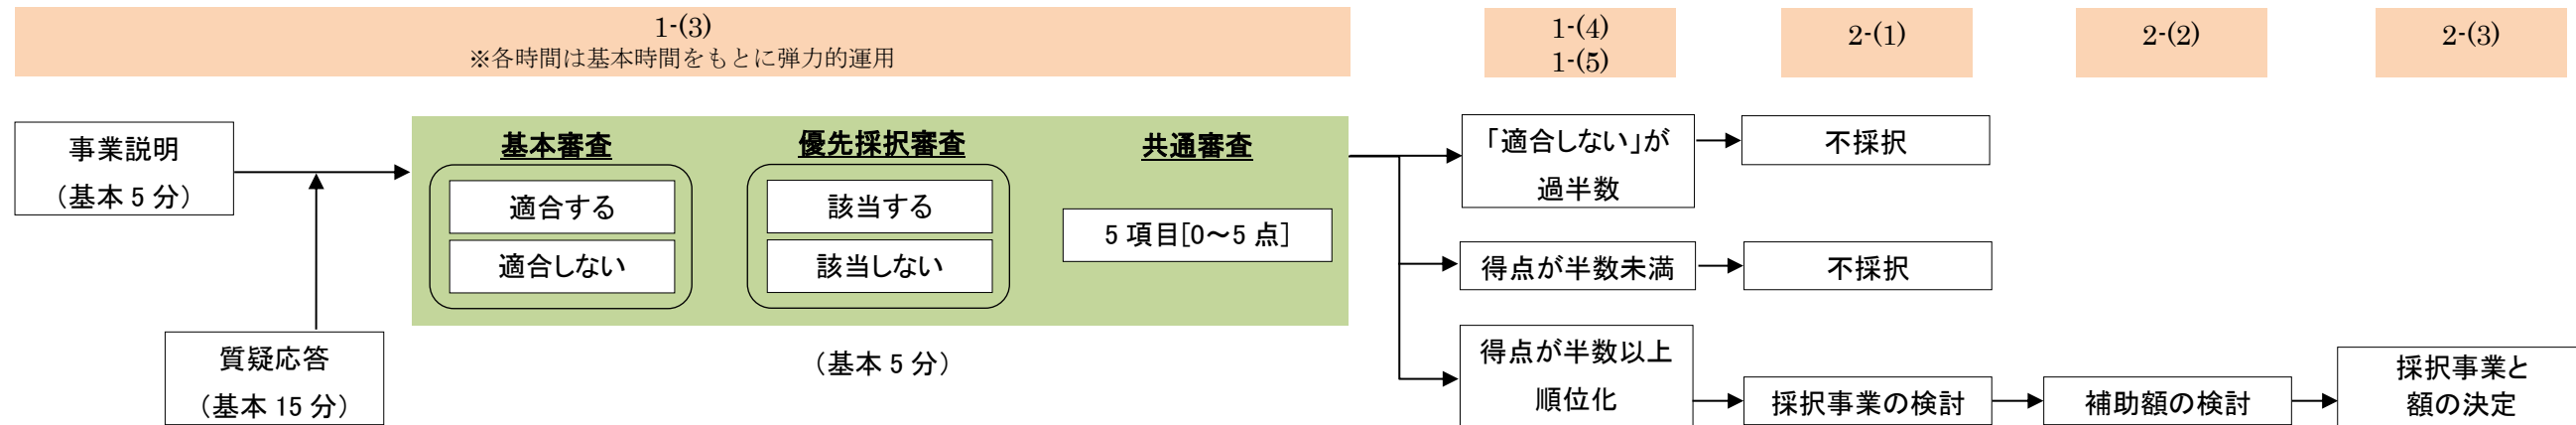 1-(3)
※各時間は基本時間をもとに弾力的運用
1-(4)
1-(5)
2-(1)
2-(2)
2-(3)
事業説明
(基本 5 分)
質疑応答
(基本 15 分)
基本審査
適合する
適合しない
優先採択審査
該当する
該当しない
共通審査
5 項目[0～5 点]
(基本 5 分)
「適合しない」が
過半数
不採択
得点が半数未満
不採択
得点が半数以上
順位化
採択事業の検討
補助額の検討
採択事業と
額の決定